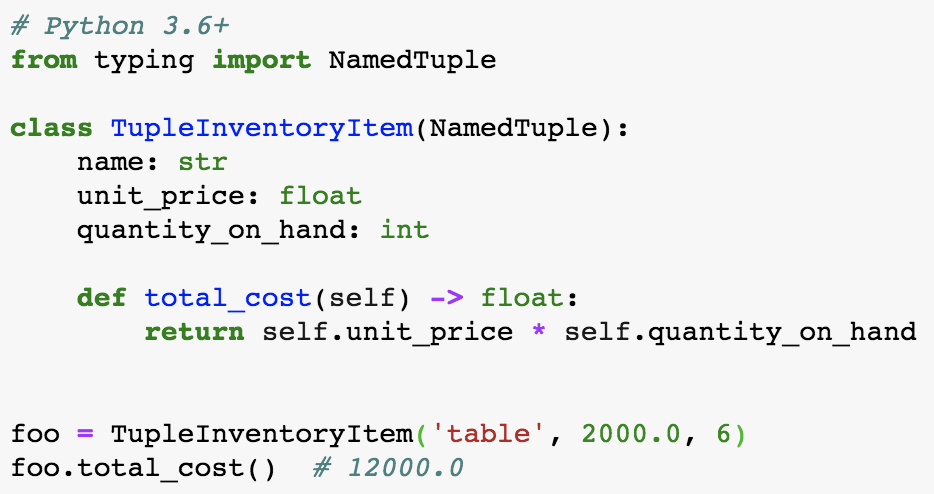 # Python 3.6+
from typing import NamedTuple
class TupleInventoryItem(NamedTuple):
    name: str
    unit_price: float
    quantity_on_hand: int
    def total_cost(self) -> float:
        return self.unit_price * self.quantity_on_hand
foo = TupleInventoryItem('table', 2000.0, 6)
foo.total_cost()  # 12000.0